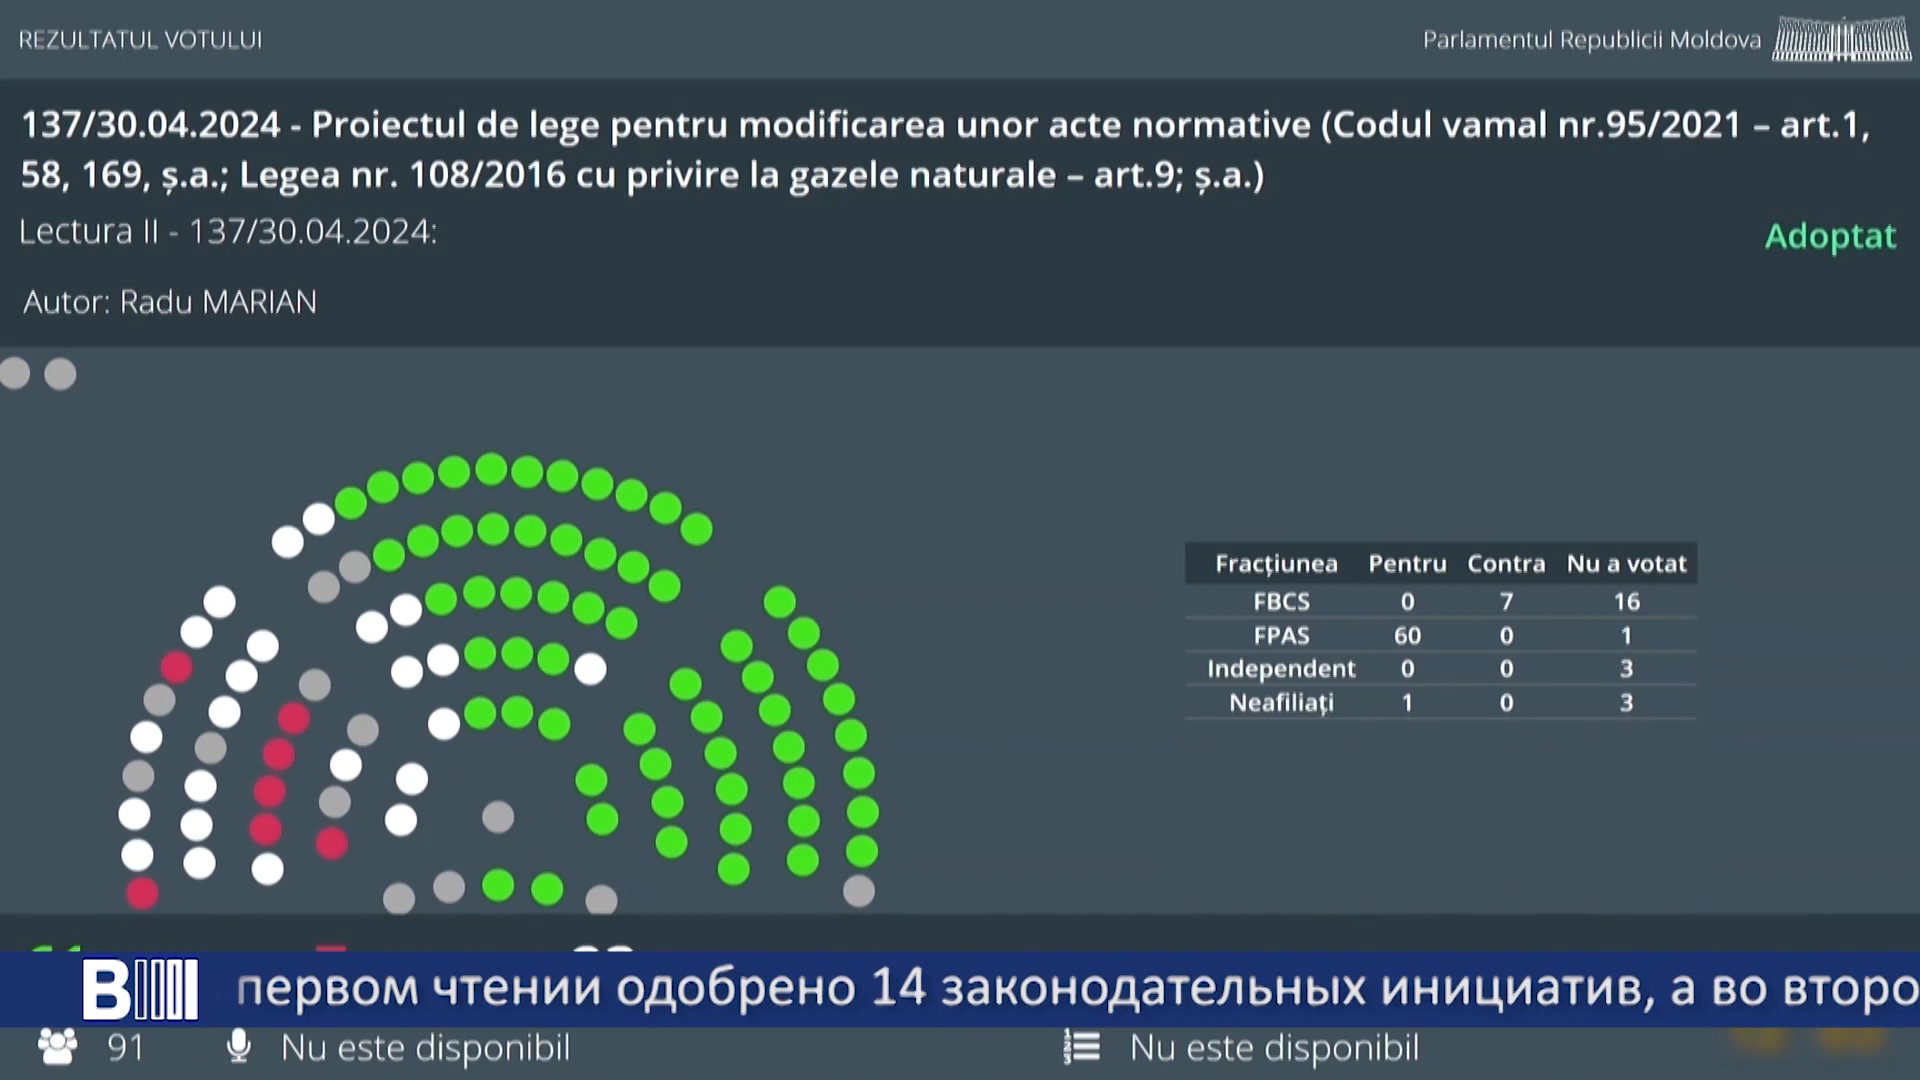 REZULTATUL VOTULUI
Parlamentul Republicii Moldova
137/30.04.2024 - Proiectul de lege pentru modificarea unor acte normative (Codul vamal nr.95/2021 – art.1,
58, 169, ș.a.; Legea nr. 108/2016 cu privire la gazele naturale – art.9; ș.a.)
Lectura II - 137/30.04.2024:
Adoptat
Autor: Radu MARIAN
Fracțiunea Pentru Contra Nu a votat
FBCS 0 7 16
FPAS 60 0 1
Independent 0 0 3
Neafiliați 1 0 3
первом чтении одобрено 14 законодательных инициатив, а во второ
91 Nu este disponibil Nu este disponibil